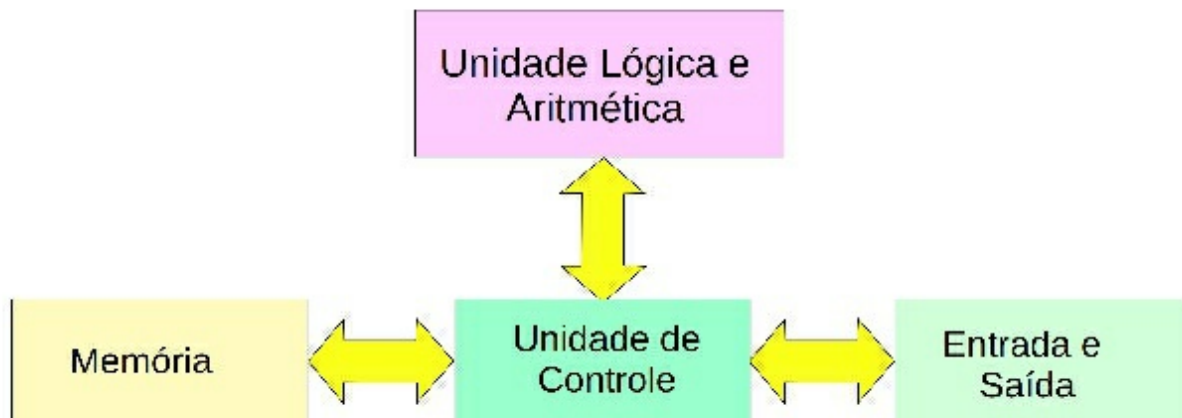 Unidade Lógica e
Aritmética
Memória
Unidade de
Controle
Entrada e
Saída